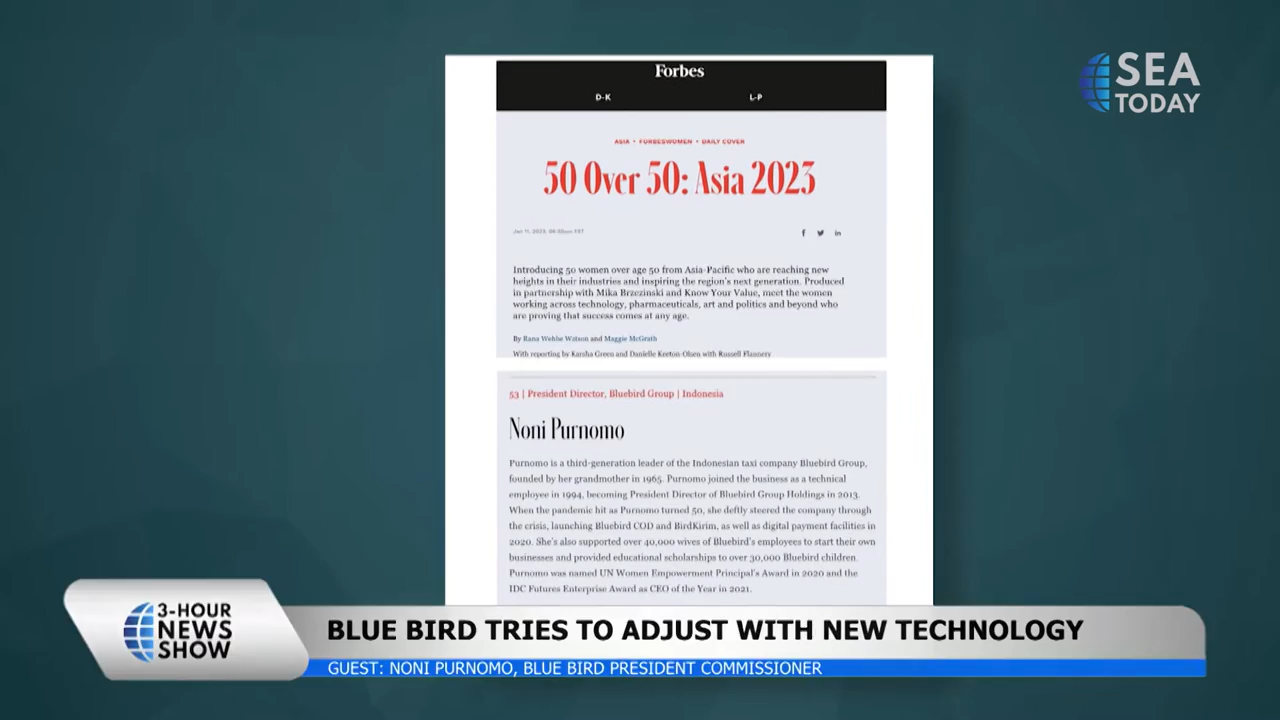 SEA
TODAY
Forbes
D-K
L-P
ASIA • FORBESWOMEN • DAILY COVER
50 Over 50: Asia 2023
Jan 11, 2023,
Introducing 50 women over age 50 from Asia-Pacific who are reaching new
heights in their industries and inspiring the region's next generation. Produced
in partnership with Mika Brzezinski and Know Your Value, meet the women
working across technology, pharmaceuticals, art and politics and beyond who
are proving that success comes at any age.
By Rana Wehbe Watson and Maggie McGrath
With reporting by Karsha Green and Danielle Keeton-Olsen with Russell Flannery
53 | President Director, Bluebird Group | Indonesia
Noni Purnomo
Purnomo is a third-generation leader of the Indonesian taxi company Bluebird Group,
founded by her grandmother in 1965. Purnomo joined the business as a technical
employee in 1994, becoming President Director of Bluebird Group Holdings in 2013.
When the pandemic hit as Purnomo turned 50, she deftly steered the company through
the crisis, launching Bluebird COD and BirdKirim, as well as digital payment facilities in
2020. She's also supported over 40,000 wives of Bluebird's employees to start their own
businesses and provided educational scholarships to over 30,000 Bluebird children.
Purnomo was named UN Women Empowerment Principal's Award in 2020 and the
IDC Futures Enterprise Award as CEO of the Year in 2021.
3-HOUR
NEWS
SHOW
BLUE BIRD TRIES TO ADJUST WITH NEW TECHNOLOGY
GUEST: NONI PURNOMO, BLUE BIRD PRESIDENT COMMISSIONER